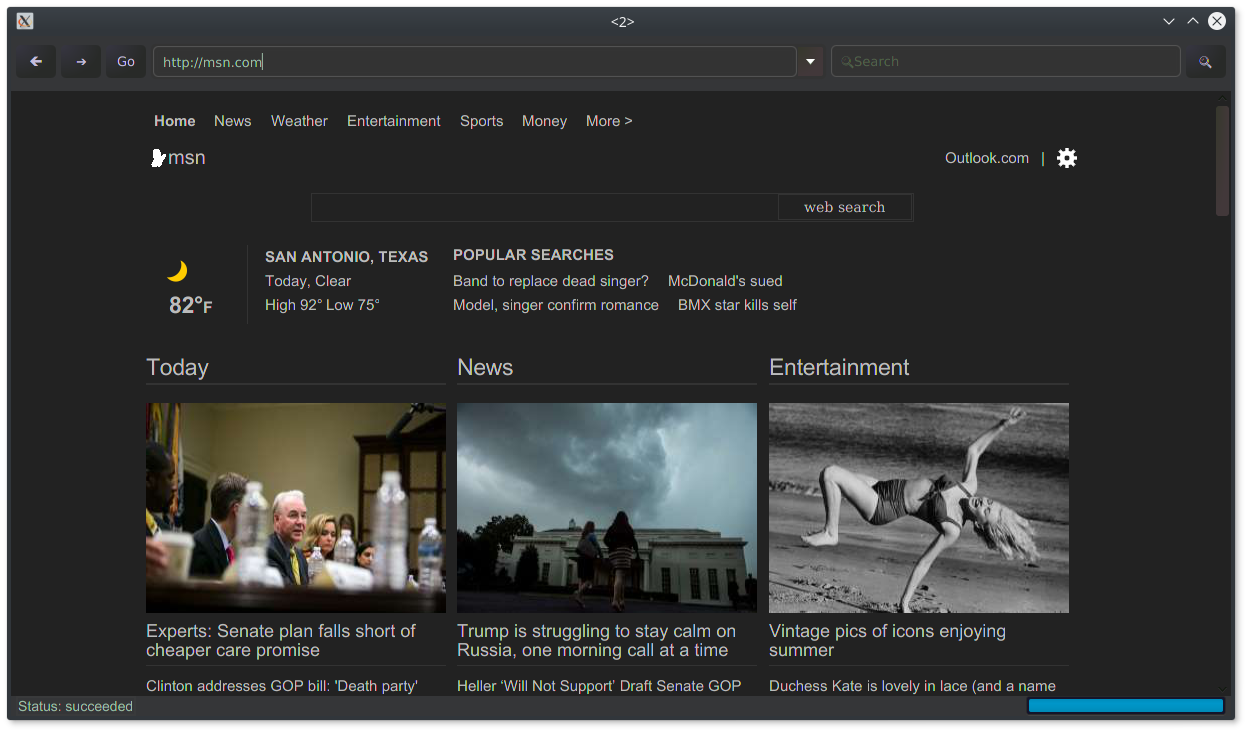 <2>
Go
http://msn.com
Search
Home News Weather Entertainment Sports Money More >
msn
Outlook.com |
web search
SAN ANTONIO, TEXAS
Today, Clear
High 92° Low 75°
82°F
POPULAR SEARCHES
Band to replace dead singer? McDonald's sued
Model, singer confirm romance BMX star kills self
Today
Experts: Senate plan falls short of
cheaper care promise
Clinton addresses GOP bill: 'Death party'
News
Trump is struggling to stay calm on
Russia, one morning call at a time
Heller ‘Will Not Support’ Draft Senate GOP
Entertainment
Vintage pics of icons enjoying
summer
Duchess Kate is lovely in lace (and a name
Status: succeeded